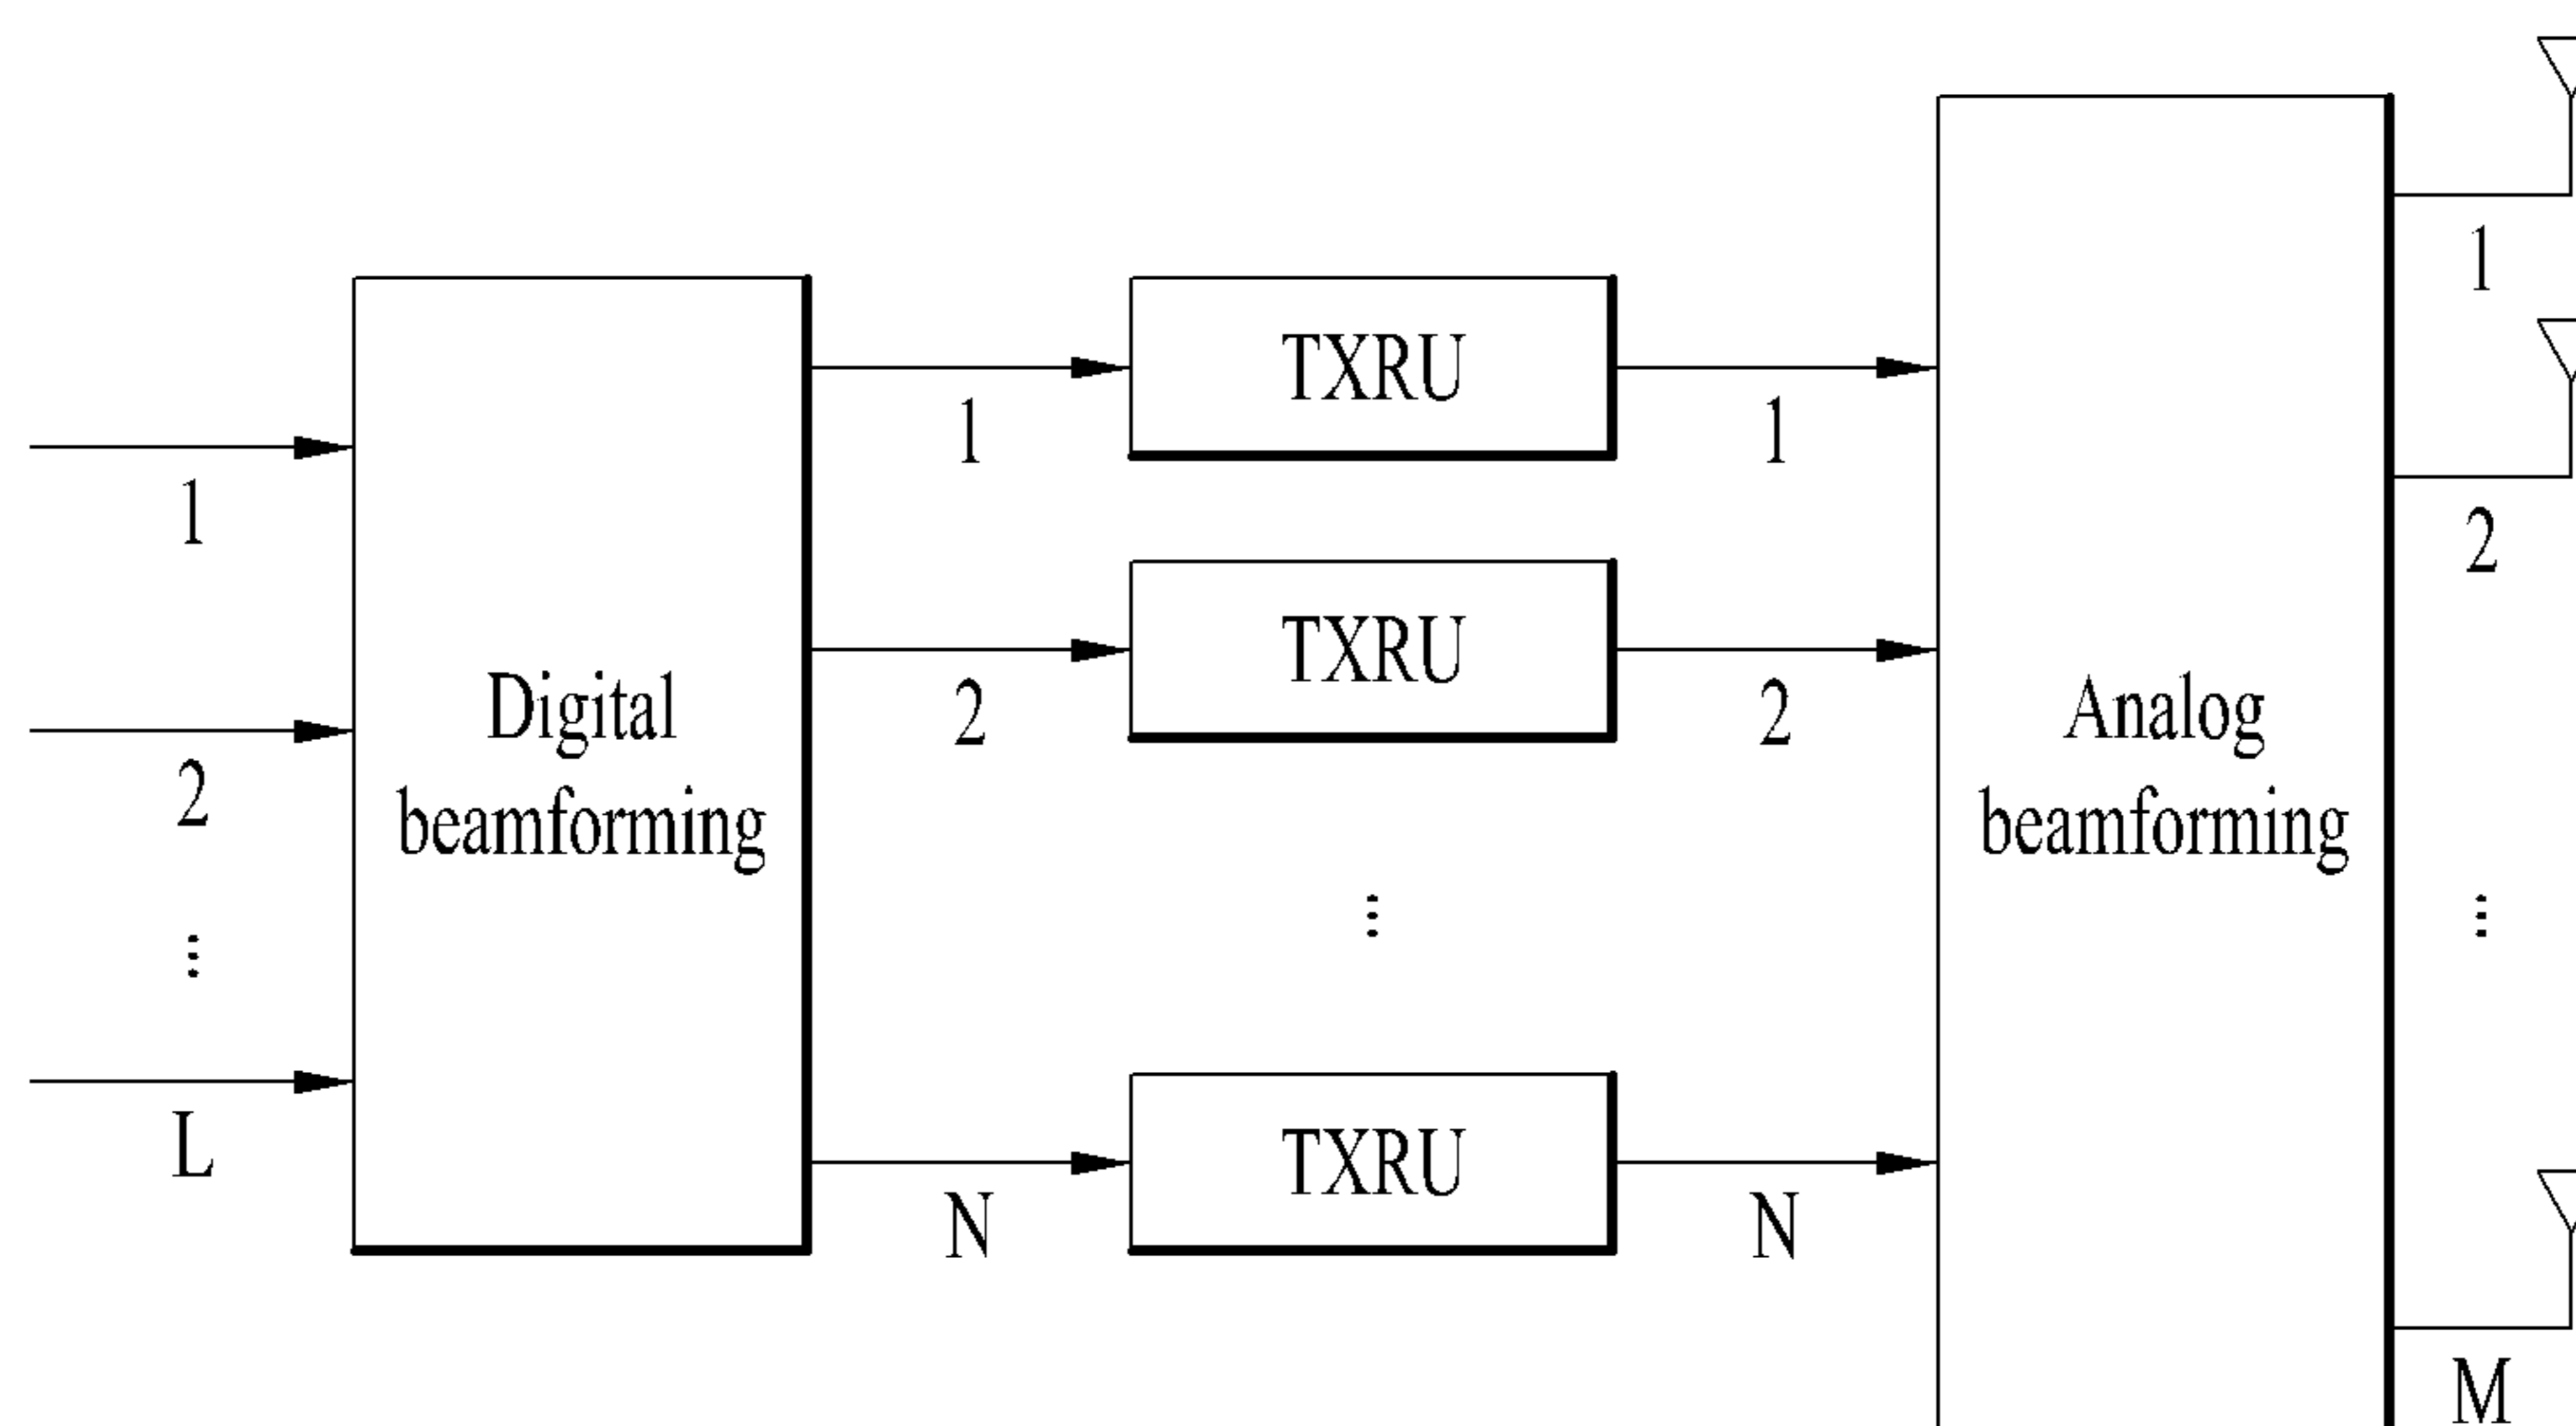 1
2
⋮
L
Digital
beamforming
1
2
N
TXRU
TXRU
⋮
TXRU
1
2
N
Analog
beamforming
1
2
⋮
M